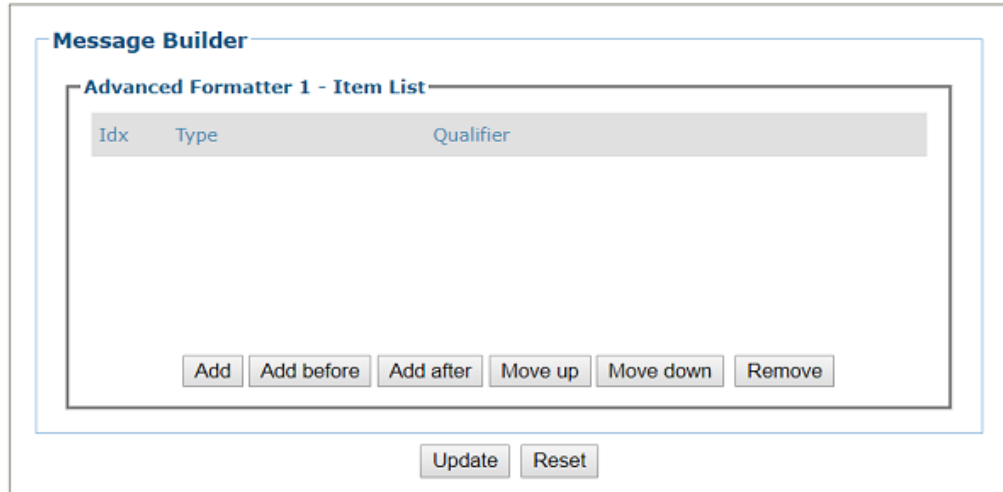 Message Builder
Advanced Formatter 1 - Item List
Idx Type Qualifier
Add Add before Add after Move up Move down Remove
Update Reset